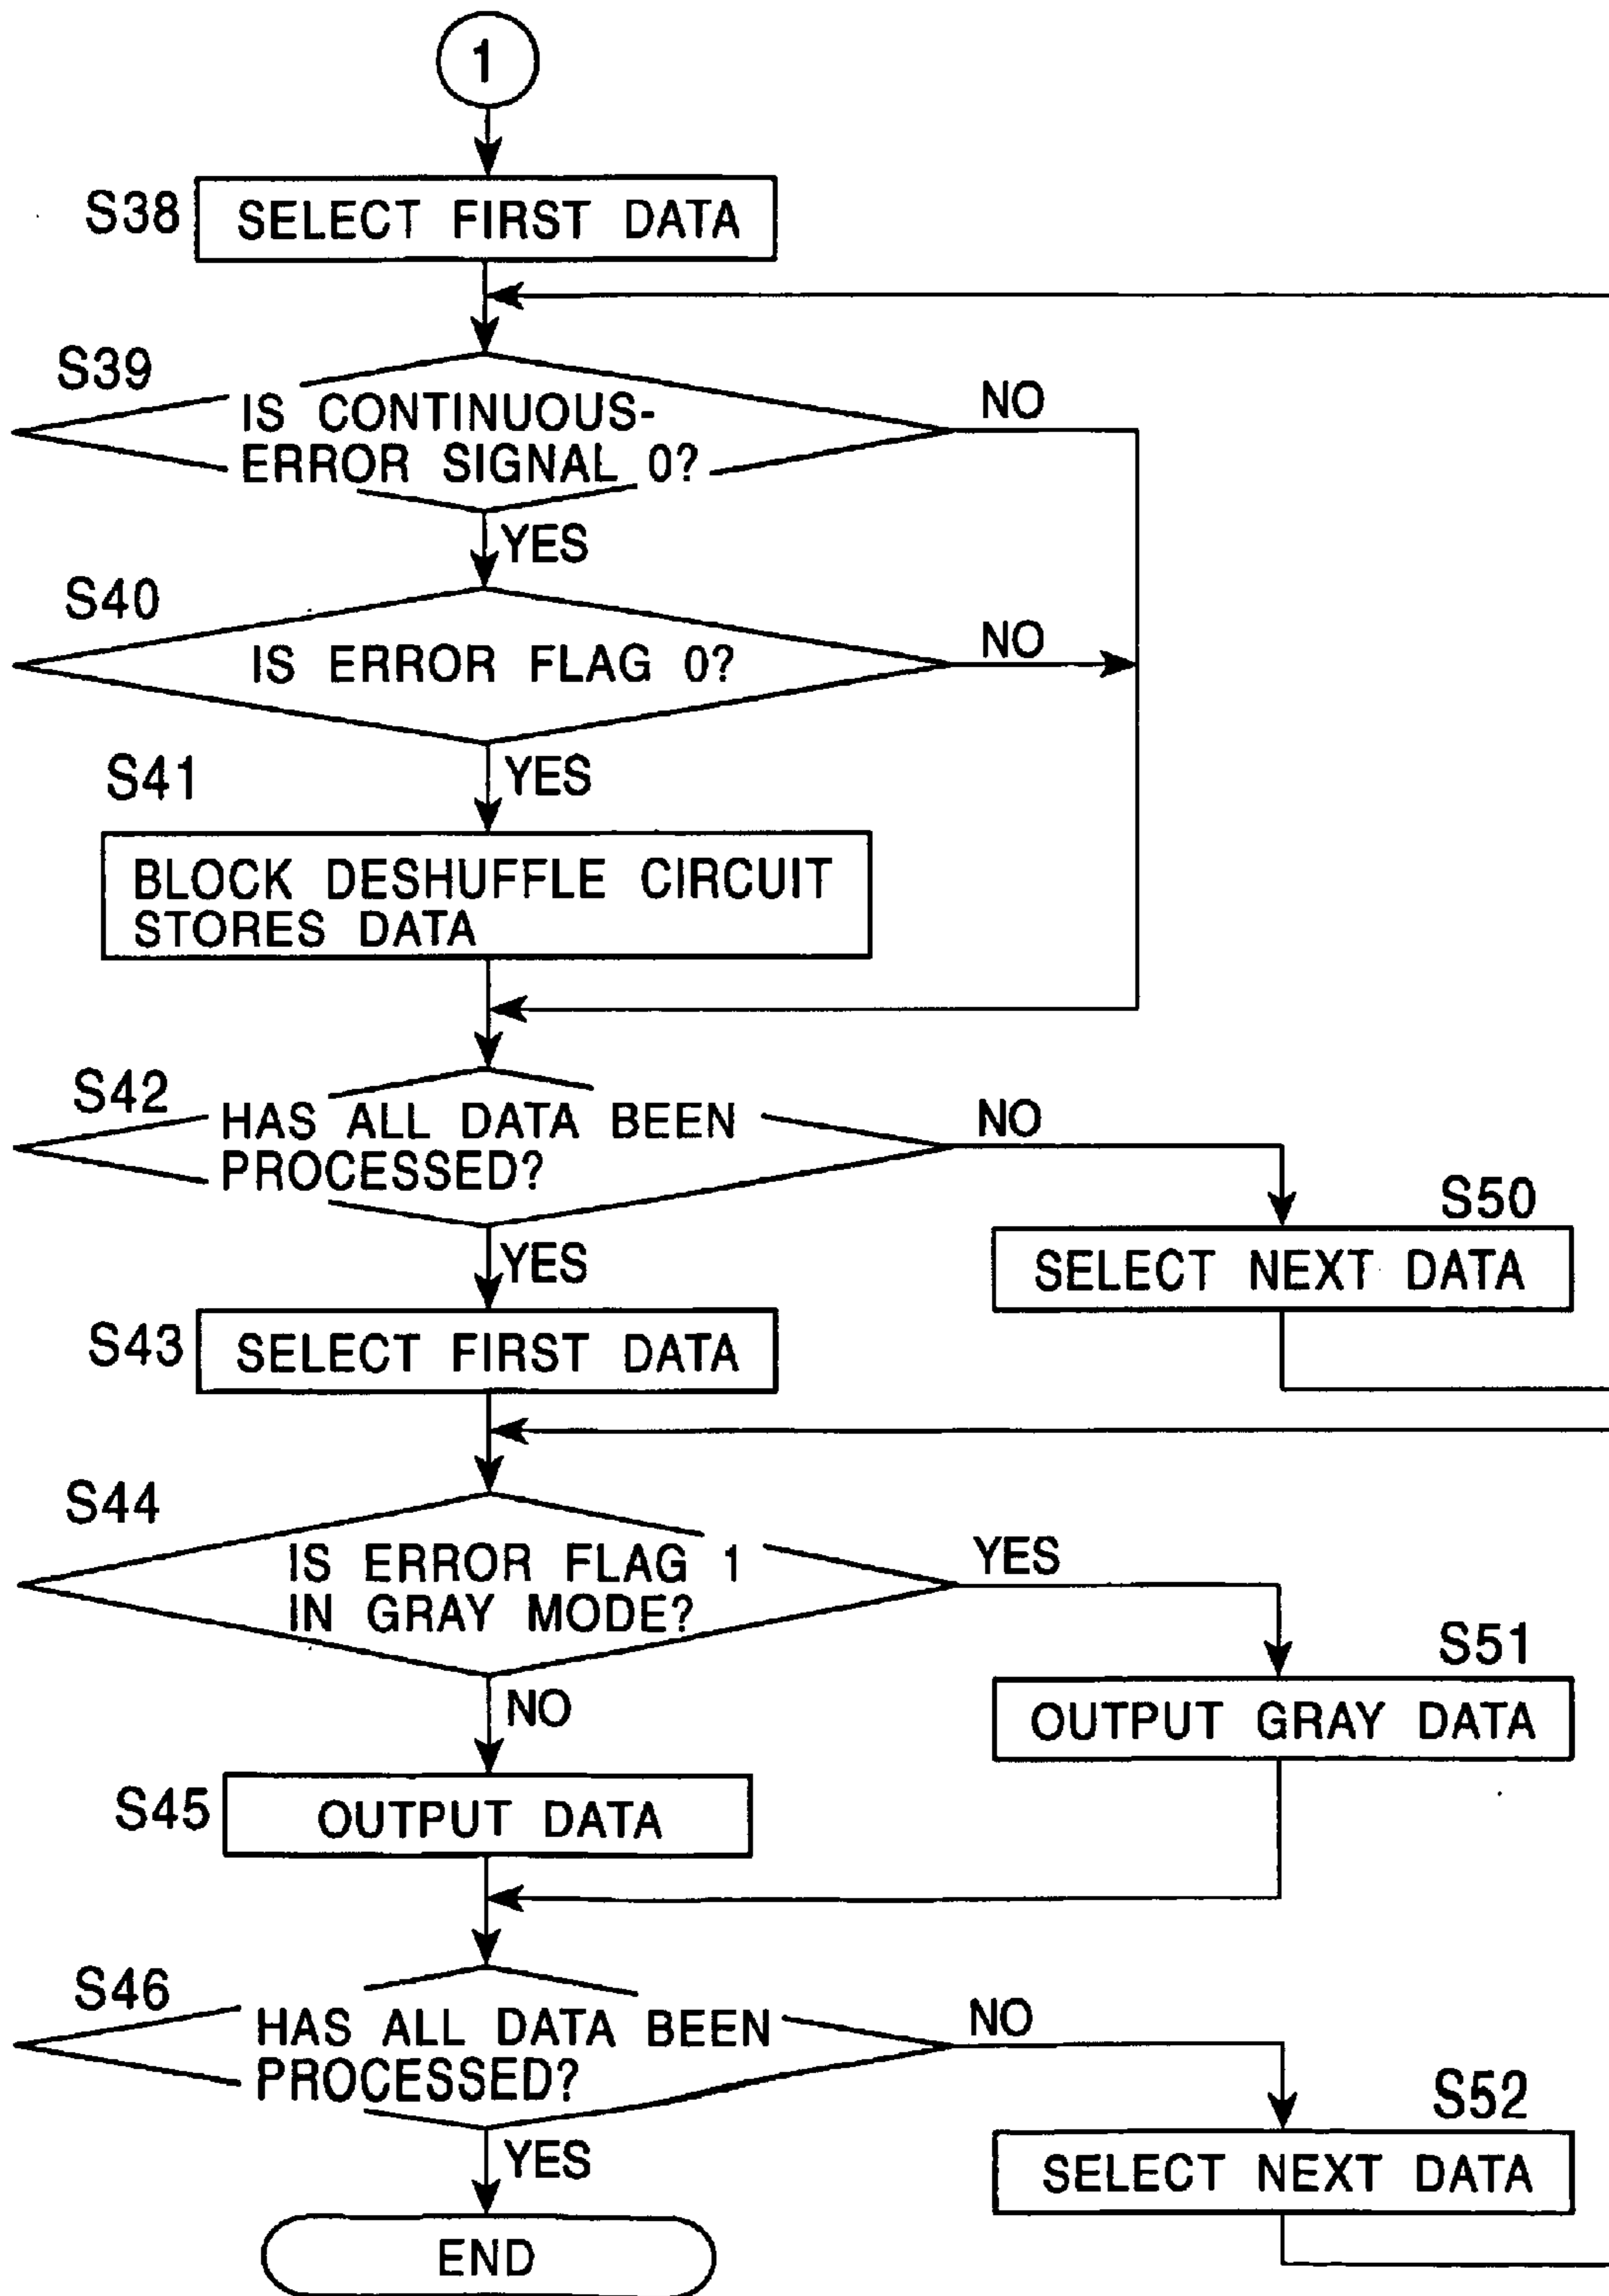 1
S38
SELECT FIRST DATA
S39
IS CONTINUOUS-
ERROR SIGNAL 0?
NO
YES
S40
IS ERROR FLAG 0?
NO
YES
S41
BLOCK DESHUFFLE CIRCUIT
STORES DATA
S42
HAS ALL DATA BEEN
PROCESSED?
NO
S50
SELECT NEXT DATA
YES
S43
SELECT FIRST DATA
S44
IS ERROR FLAG 1
IN GRAY MODE?
YES
S51
OUTPUT GRAY DATA
NO
S45
OUTPUT DATA
S46
HAS ALL DATA BEEN
PROCESSED?
NO
S52
SELECT NEXT DATA
YES
END